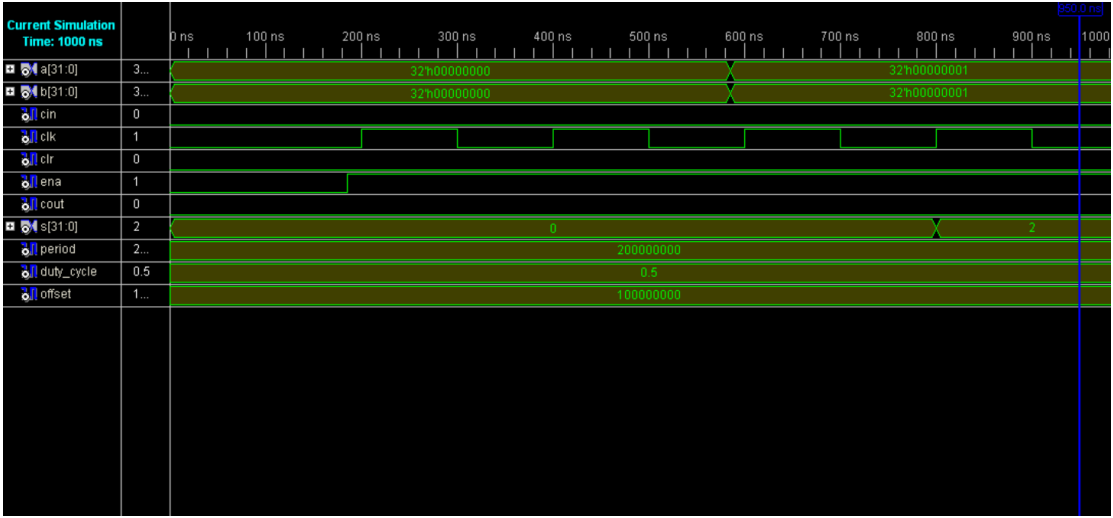 950.0 ns
Current Simulation
Time: 1000 ns
0 ns 100 ns 200 ns 300 ns 400 ns 500 ns 600 ns 700 ns 800 ns 900 ns 1000
a[31:0] 3... 32'h00000000 32'h00000001
b[31:0] 3... 32'h00000000 32'h00000001
cin 0
clk 1
clr 0
ena 1
cout 0
s[31:0] 2 0 2
period 2... 200000000
duty_cycle 0.5 0.5
offset 1... 100000000